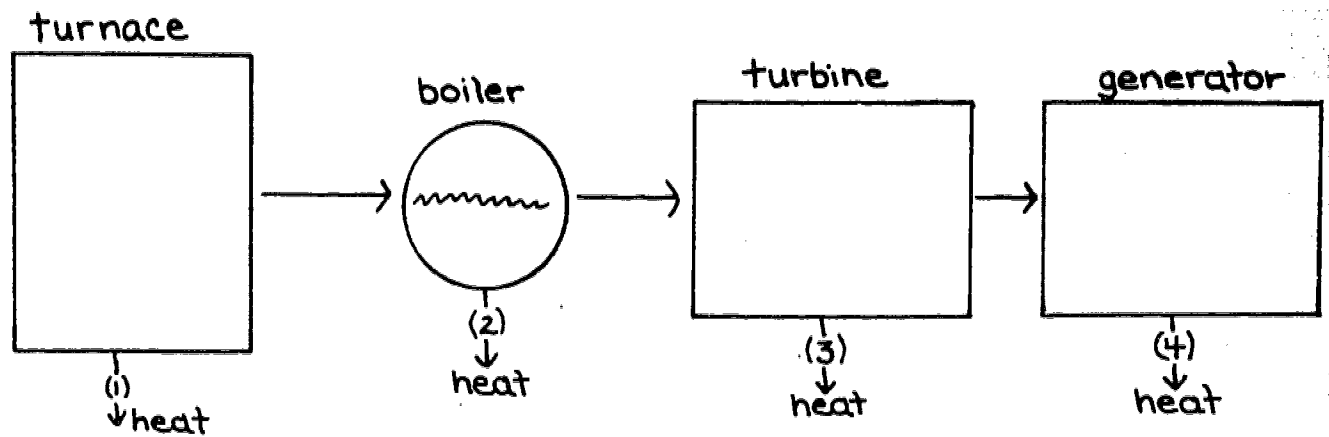 turnace
boiler
turbine
generator
(1)
heat
(2)
heat
(3)
heat
(4)
heat